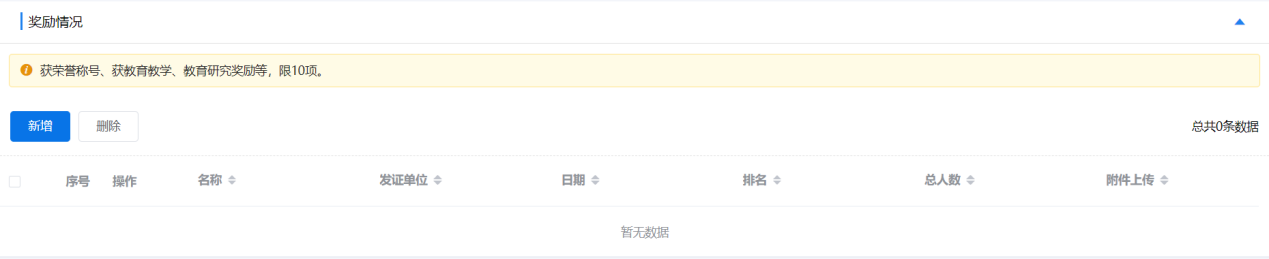 奖励情况
获荣誉称号、获教育教学、教育研究奖励等，限10项。
新增 删除 总共0条数据
序号 操作 名称 发证单位 日期 排名 总人数 附件上传
暂无数据